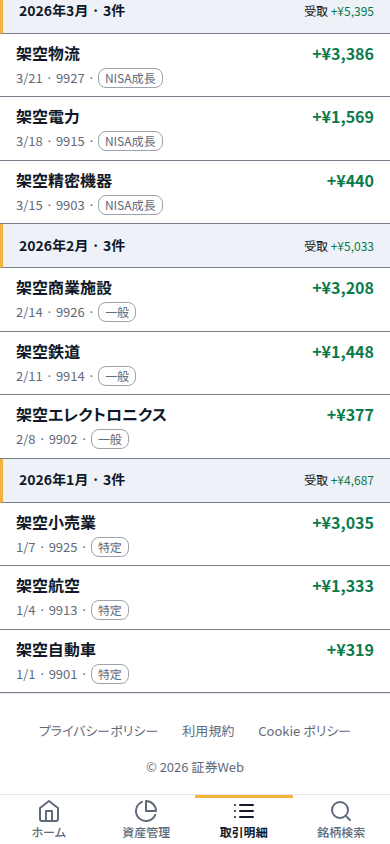 2026年3月・3件 受取 +¥5,395
架空物流 +¥3,386
3/21 · 9927 · NISA成長
架空電力 +¥1,569
3/18 · 9915 · NISA成長
架空精密機器 +¥440
3/15 · 9903 · NISA成長
2026年2月・3件 受取 +¥5,033
架空商業施設 +¥3,208
2/14 · 9926 · 一般
架空鉄道 +¥1,448
2/11 · 9914 · 一般
架空エレクトロニクス +¥377
2/8 · 9902 · 一般
2026年1月・3件 受取 +¥4,687
架空小売業 +¥3,035
1/7 · 9925 · 特定
架空航空 +¥1,333
1/4 · 9913 · 特定
架空自動車 +¥319
1/1 · 9901 · 特定
プライバシーポリシー 利用規約 Cookie ポリシー
© 2026 証券Web
ホーム 資産管理 取引明細 銘柄検索